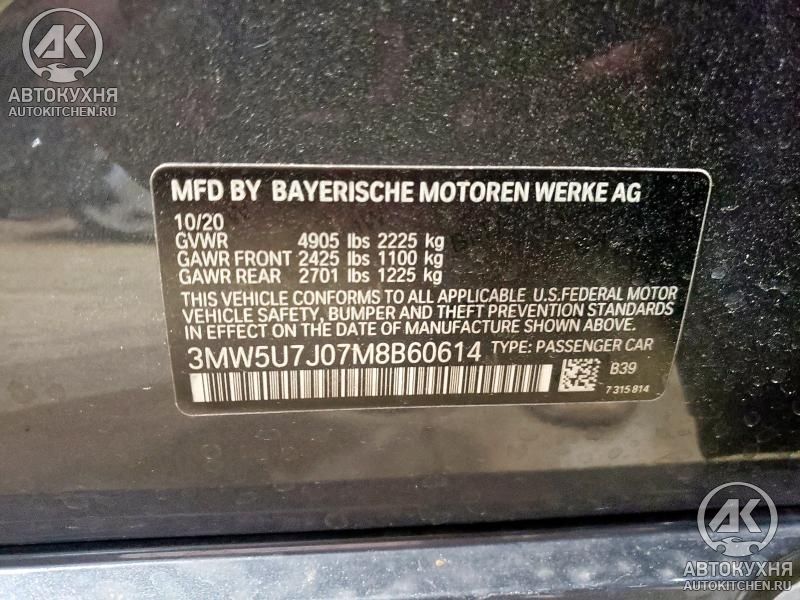 AK
АВТОКУХНЯ
AUTOKITCHEN.RU
MFD BY BAYERISCHE MOTOREN WERKE AG
10/20
GVWR 4905 lbs 2225 kg
GAWR FRONT 2425 lbs 1100 kg
GAWR REAR 2701 lbs 1225 kg
THIS VEHICLE CONFORMS TO ALL APPLICABLE U.S.FEDERAL MOTOR
VEHICLE SAFETY, BUMPER AND THEFT PREVENTION STANDARDS
IN EFFECT ON THE DATE OF MANUFACTURE SHOWN ABOVE.
3MW5U7J07M8B60614 TYPE: PASSENGER CAR
B39
7 315 814
AK
АВТОКУХНЯ
AUTOKITCHEN.RU